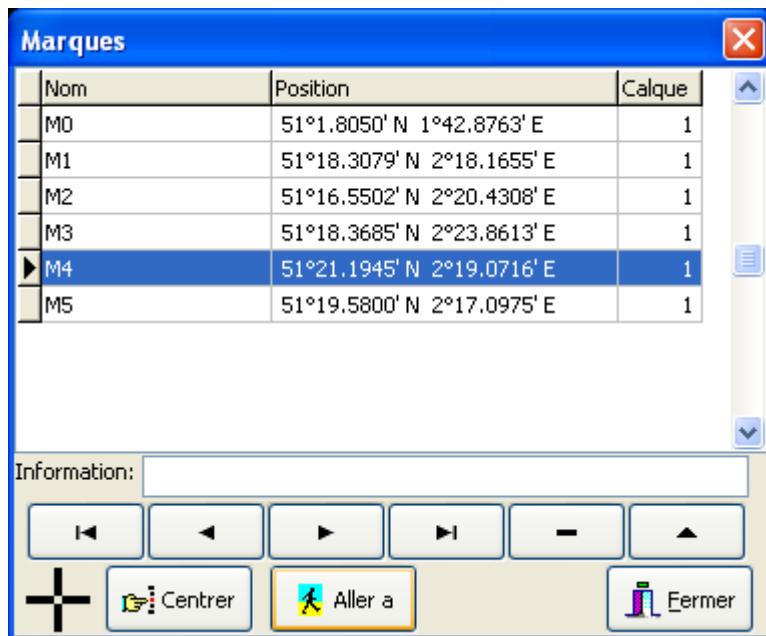 Marques
Nom Position Calque
M0 51°1.8050' N 1°42.8763' E 1
M1 51°18.3079' N 2°18.1655' E 1
M2 51°16.5502' N 2°20.4308' E 1
M3 51°18.3685' N 2°23.8613' E 1
M4 51°21.1945' N 2°19.0716' E 1
M5 51°19.5800' N 2°17.0975' E 1
Information:
Centrer Aller a Fermer